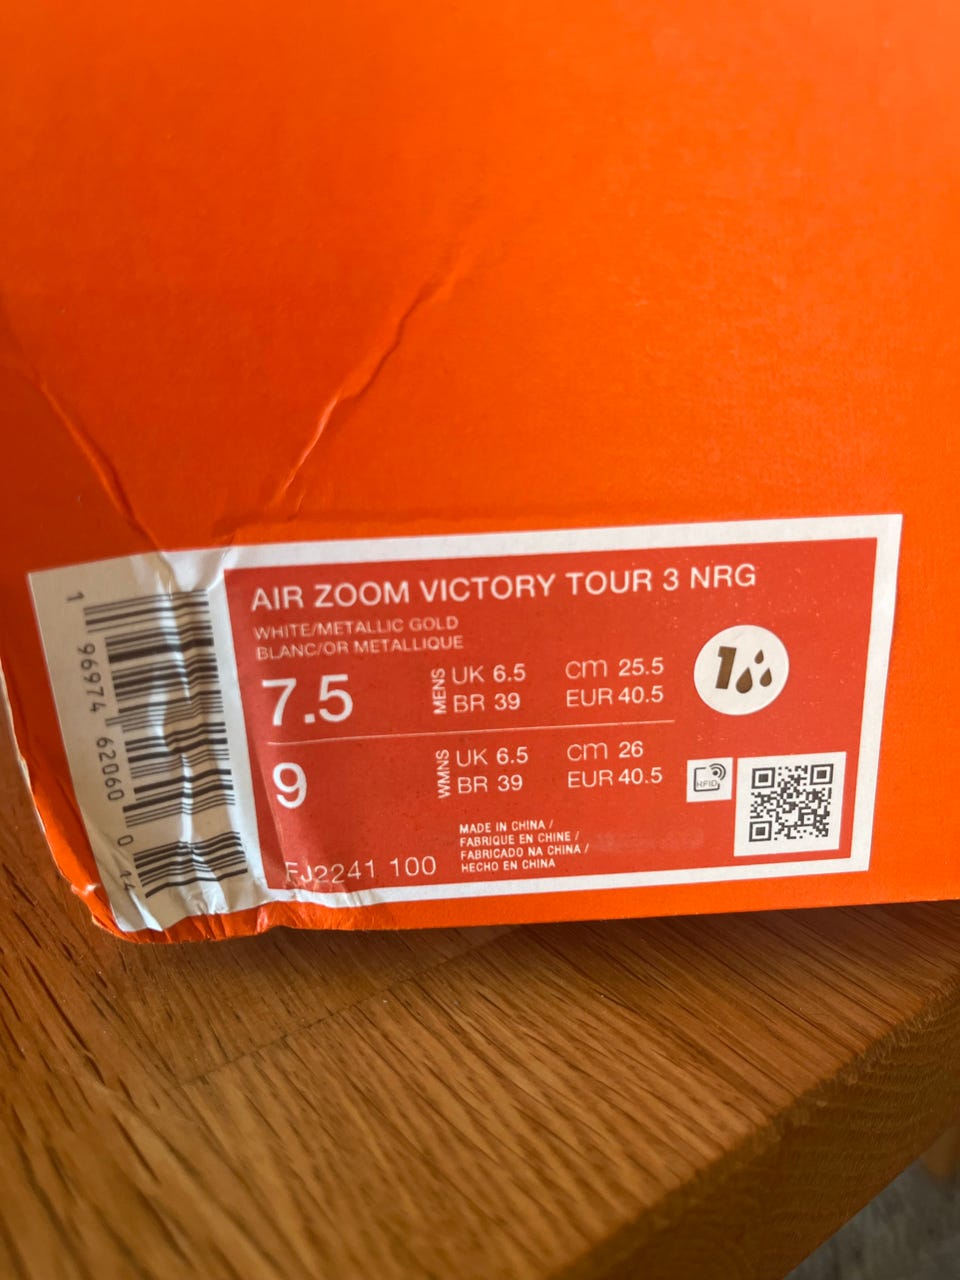 AIR ZOOM VICTORY TOUR 3 NRG
WHITE/METALLIC GOLD
BLANC/OR METALLIQUE
7.5 MENS UK 6.5 CM 25.5
BR 39 EUR 40.5
9 WMNS UK 6.5 CM 26
BR 39 EUR 40.5
1
RFID
MADE IN CHINA /
FABRIQUE EN CHINE /
FABRICADO NA CHINA /
HECHO EN CHINA
FJ2241 100
1 96974 62060 0 14